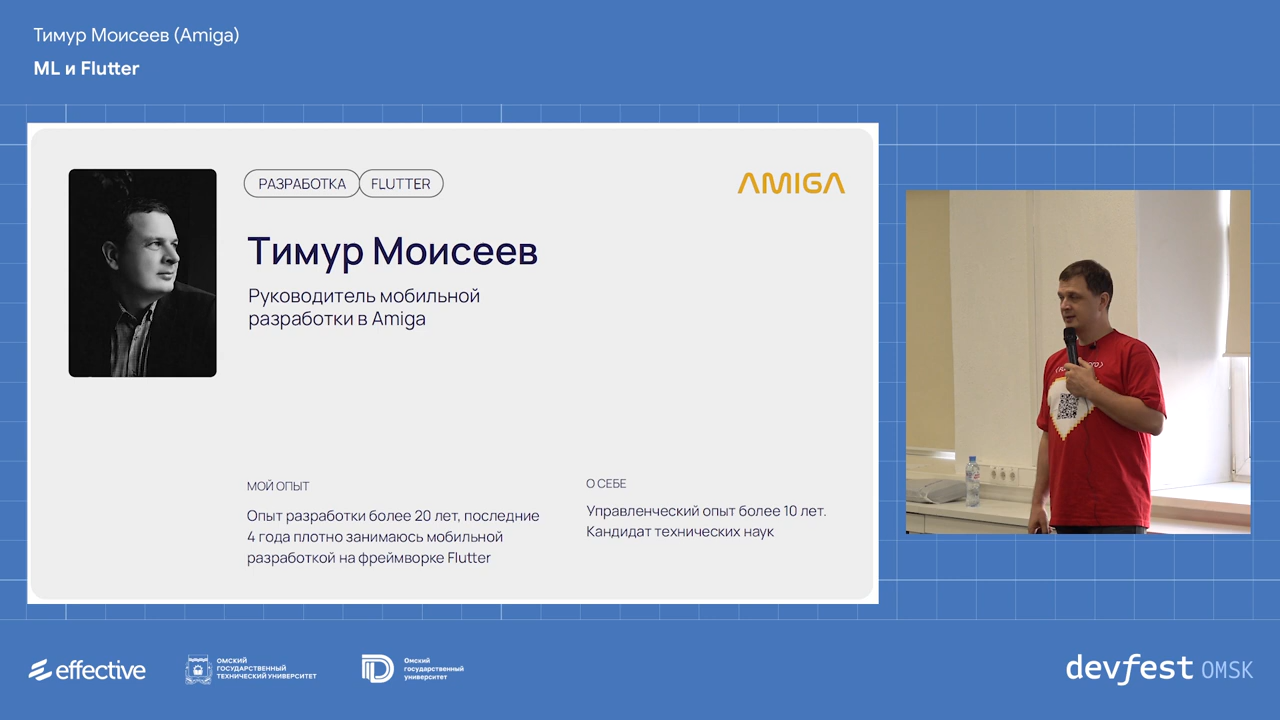 Тимур Моисеев (Amiga)
ML и Flutter
РАЗРАБОТКА
FLUTTER
AMIGA
Тимур Моисеев
Руководитель мобильной
разработки в Amiga
МОЙ ОПЫТ
Опыт разработки более 20 лет, последние
4 года плотно занимаюсь мобильной
разработкой на фреймворке Flutter
О СЕБЕ
Управленческий опыт более 10 лет.
Кандидат технических наук
effective
ОМСКИЙ
ГОСУДАРСТВЕННЫЙ
ТЕХНИЧЕСКИЙ УНИВЕРСИТЕТ
Омский
государственный
университет
devfest OMSK